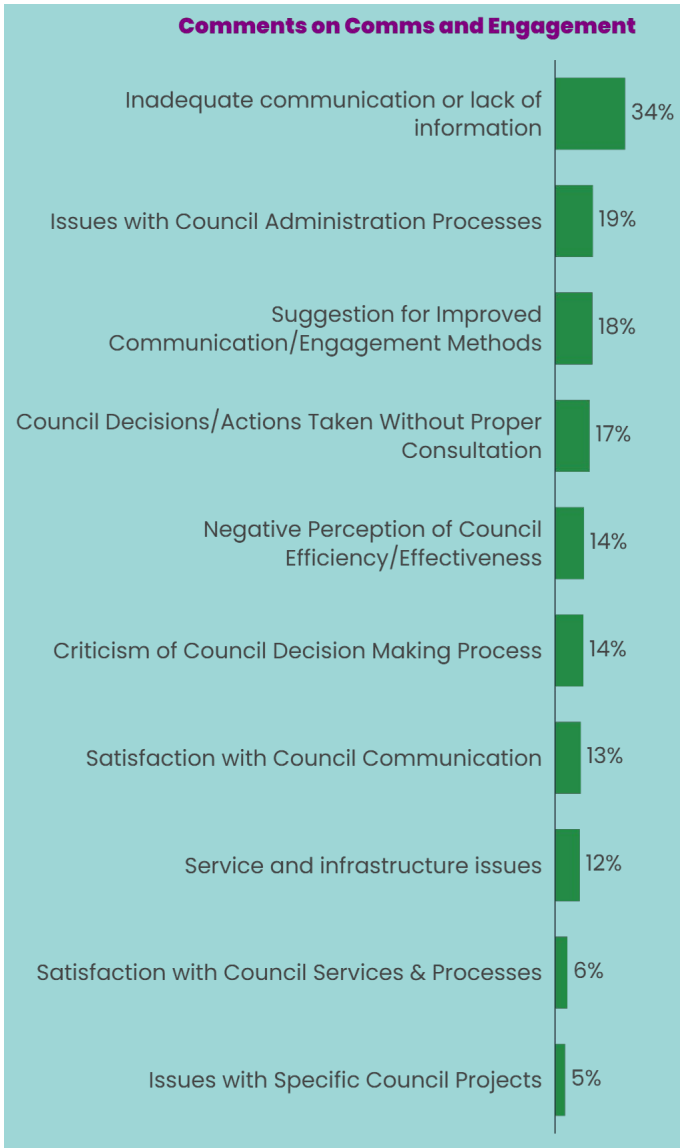 Comments on Comms and Engagement
Inadequate communication or lack of
information
34%
Issues with Council Administration Processes
19%
Suggestion for Improved
Communication/Engagement Methods
18%
Council Decisions/Actions Taken Without Proper
Consultation
17%
Negative Perception of Council
Efficiency/Effectiveness
14%
Criticism of Council Decision Making Process
14%
Satisfaction with Council Communication
13%
Service and infrastructure issues
12%
Satisfaction with Council Services & Processes
6%
Issues with Specific Council Projects
5%